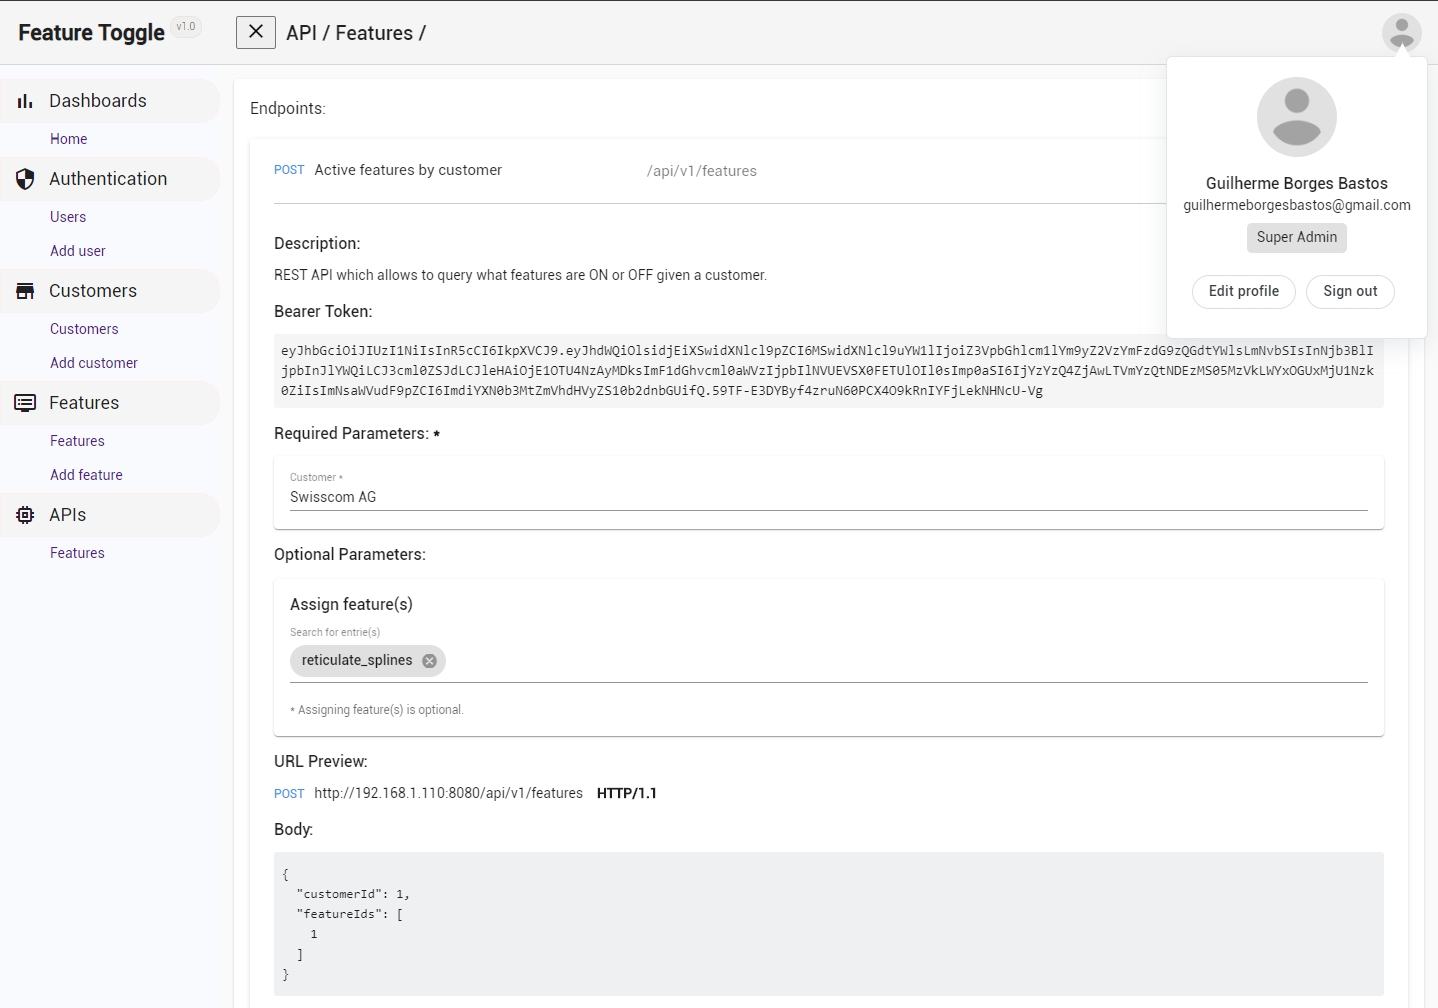 Feature Toggle v1.0
API / Features /
Dashboards
Home
Authentication
Users
Add user
Customers
Customers
Add customer
Features
Features
Add feature
APIs
Features
Endpoints:
POST Active features by customer /api/v1/features
Description:
REST API which allows to query what features are ON or OFF given a customer.
Bearer Token:
eyJhbGciOiJIUzI1NiIsInR5cCI6IkpXVCJ9.eyJhdWQiOlsidjEiXSwidXNlcl9pZCI6MSwidXNlcl9uYW1lIjoiZ3VpbGhlcm1lYm9yZ2VzYmFzdG9zQGdtYWlsLmNvbSIsInNjb3BlI
jpbInJlYWQiLCJ3cml0ZSJdLCJleHAiOjE1OTU4NzAyMDksImF1dGhvcml0aWVzIjpbIlNVUEVSX0FETUlOIl0sImp0aSI6IjYzYzQ4ZjAwLTVmYzQtNDEzMS05MzVkLWYxOGUxMjU1Nzk
0ZiIsImNsaWVudF9pZCI6ImdiYXN0b3MtZmVhdHVyZS10b2dnbGUifQ.59TF-E3DYByf4zruN60PCX4O9kRnIYFjLekNHNcU-Vg
Required Parameters: *
Customer *
Swisscom AG
Optional Parameters:
Assign feature(s)
Search for entrie(s)
reticulate_splines
* Assigning feature(s) is optional.
URL Preview:
POST http://192.168.1.110:8080/api/v1/features HTTP/1.1
Body:
{
"customerId": 1,
"featureIds": [
1
]
}
Guilherme Borges Bastos
guilhermeborgesbastos@gmail.com
Super Admin
Edit profile Sign out